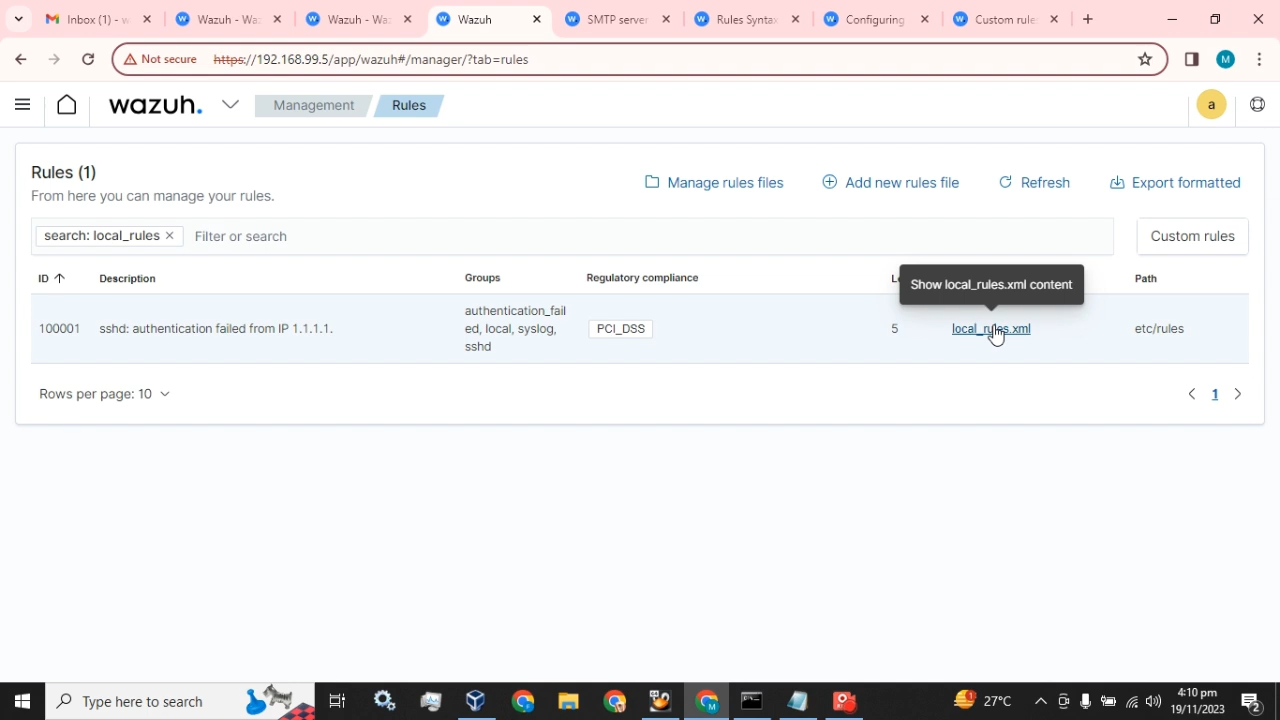 Inbox (1) - w
Wazuh - Waz
Wazuh - Waz
Wazuh
SMTP server
Rules Syntax
Configuring
Custom rule
Not secure
https://192.168.99.5/app/wazuh#/manager/?tab=rules
M
wazuh.
Management
Rules
a
Rules (1)
From here you can manage your rules.
Manage rules files
Add new rules file
Refresh
Export formatted
search: local_rules
Filter or search
Custom rules
ID
Description
Groups
Regulatory compliance
Show local_rules.xml content
Path
100001
sshd: authentication failed from IP 1.1.1.1.
authentication_fail
ed, local, syslog,
sshd
PCI_DSS
5
local_rules.xml
etc/rules
Rows per page: 10
1
Type here to search
1
27°C
4:10 pm
19/11/2023
2